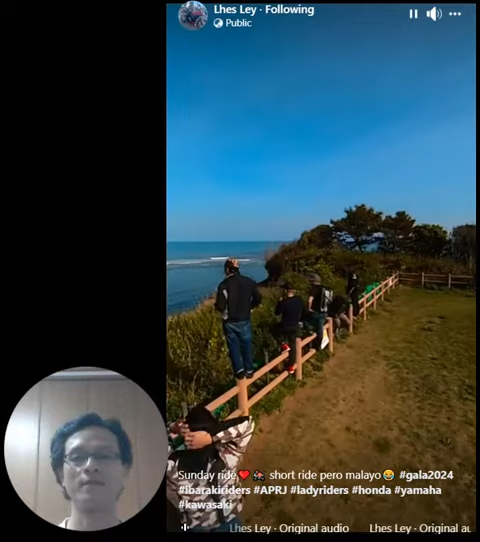 Lhes Ley · Following
Public
Sunday ride❤️🏍️ short ride pero malayo😂 #gala2024
#ibarakiriders #APRJ #ladyriders #honda #yamaha
#kawasaki
Lhes Ley · Original audio Lhes Ley · Original au